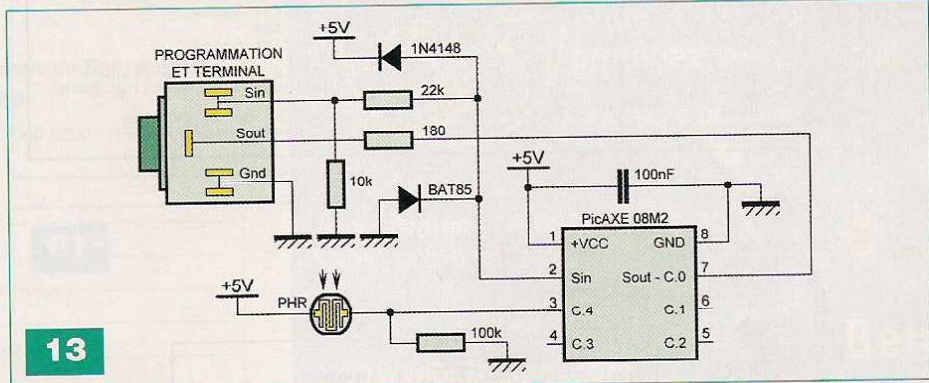 +5V
1N4148
PROGRAMMATION
ET TERMINAL
Sin
22k
Sout
180
Gnd
10k
BAT85
+5V
100nF
PicAXE 08M2
1
+VCC
GND
8
2
Sin
Sout - C.0
7
+5V
PHR
3
C.4
C.1
6
100k
4
C.3
C.2
5
13